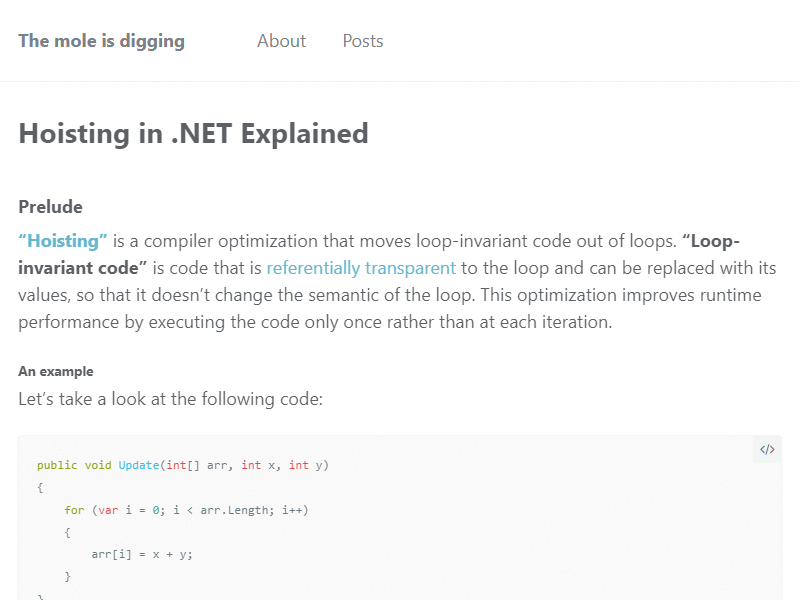 The mole is digging About Posts
Hoisting in .NET Explained
Prelude
“Hoisting” is a compiler optimization that moves loop-invariant code out of loops. “Loop-
invariant code” is code that is referentially transparent to the loop and can be replaced with its
values, so that it doesn’t change the semantic of the loop. This optimization improves runtime
performance by executing the code only once rather than at each iteration.
An example
Let’s take a look at the following code:
</>
public void Update(int[] arr, int x, int y)
{
    for (var i = 0; i < arr.Length; i++)
    {
        arr[i] = x + y;
    }
}